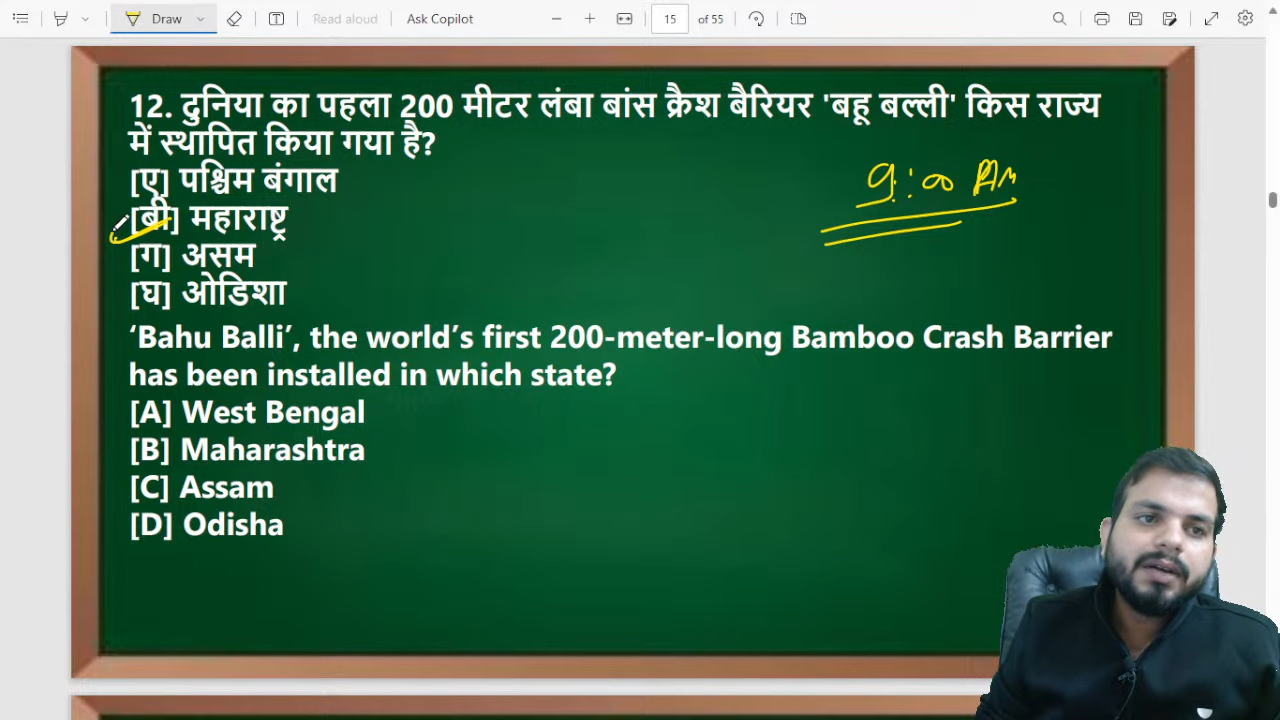 Draw
Read aloud
Ask Copilot
15
of 55
12. दुनिया का पहला 200 मीटर लंबा बांस क्रैश बैरियर 'बहू बल्ली' किस राज्य
में स्थापित किया गया है?
9:00 AM
[ए] पश्चिम बंगाल
[बी] महाराष्ट्र
[ग] असम
[घ] ओडिशा
‘Bahu Balli’, the world’s first 200-meter-long Bamboo Crash Barrier
has been installed in which state?
[A] West Bengal
[B] Maharashtra
[C] Assam
[D] Odisha